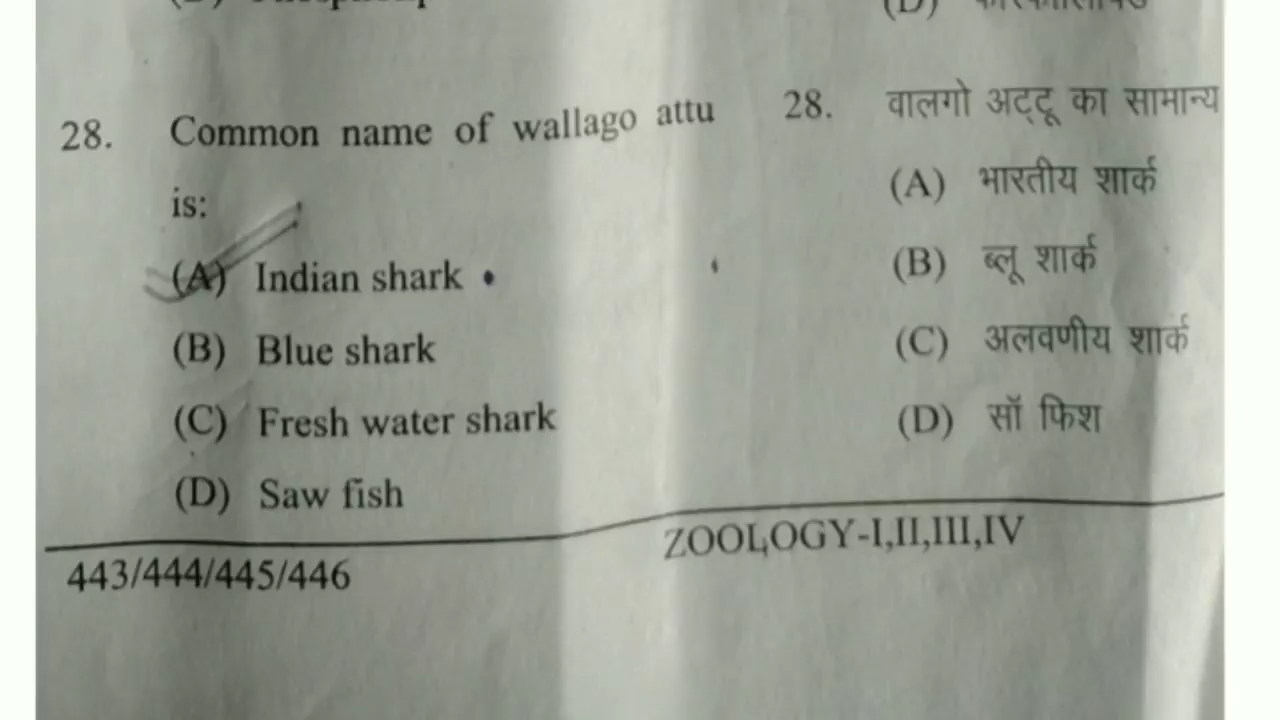 28. Common name of wallago attu
is:
(A) Indian shark
(B) Blue shark
(C) Fresh water shark
(D) Saw fish
443/444/445/446
28. वालगो अट्टू का सामान्य
(A) भारतीय शार्क
(B) ब्लू शार्क
(C) अलवणीय शार्क
(D) सॉ फिश
ZOOLOGY-I,II,III,IV